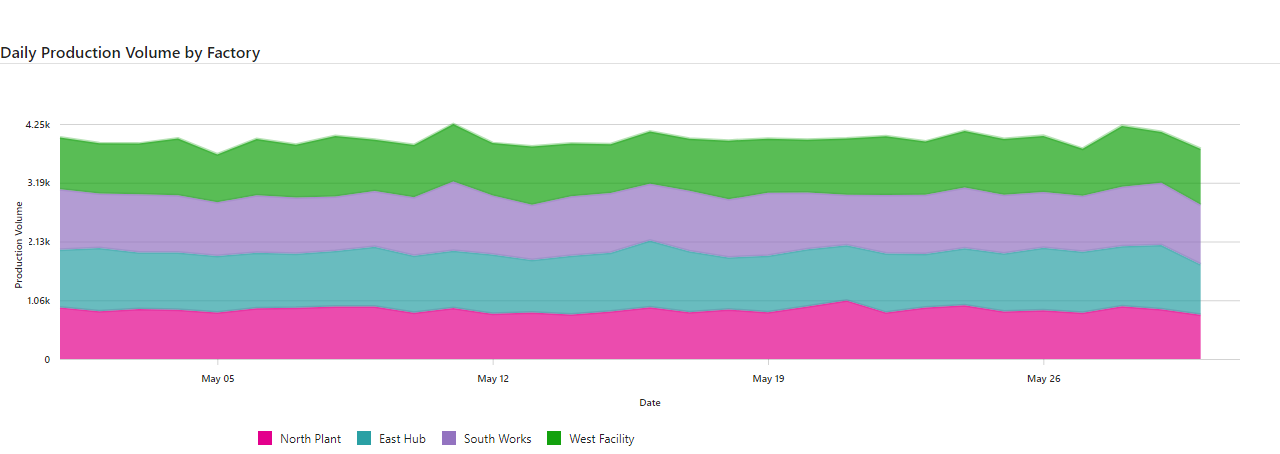 Daily Production Volume by Factory
4.25k
3.19k
2.13k
1.06k
0
Production Volume
May 05
May 12
May 19
May 26
Date
North Plant
East Hub
South Works
West Facility